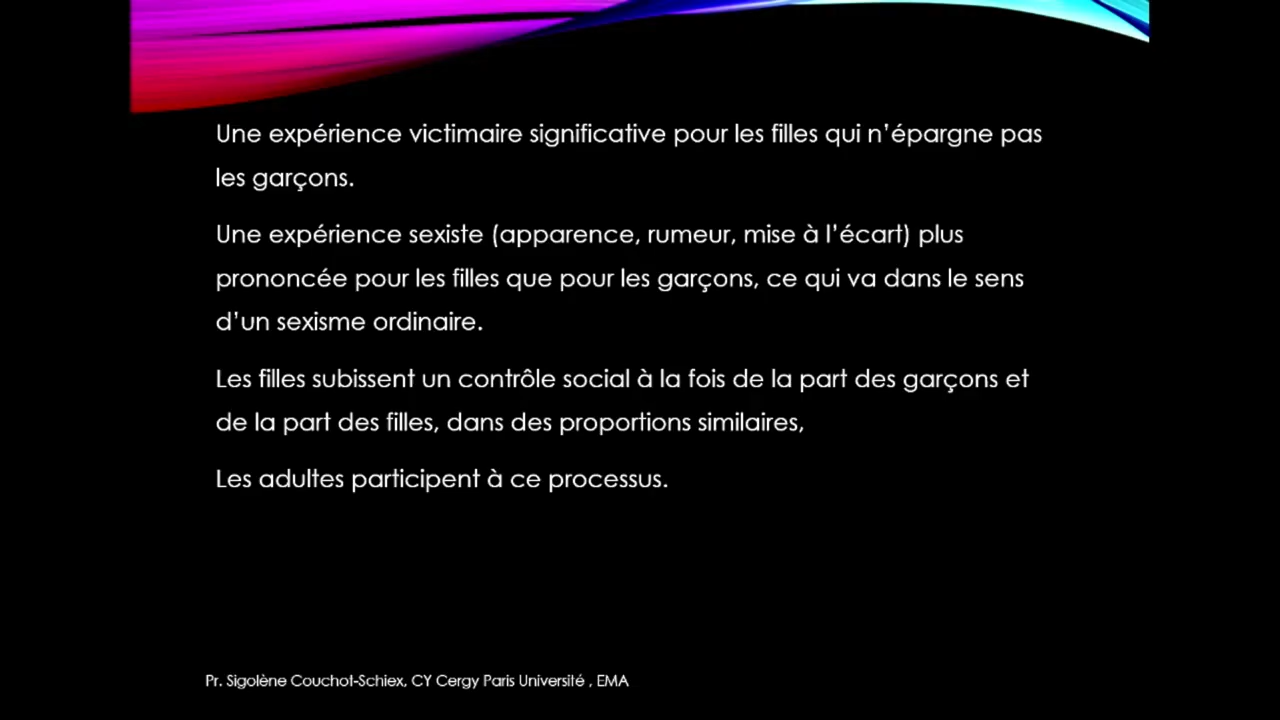 Une expérience victimaire significative pour les filles qui n’épargne pas
les garçons.
Une expérience sexiste (apparence, rumeur, mise à l’écart) plus
prononcée pour les filles que pour les garçons, ce qui va dans le sens
d’un sexisme ordinaire.
Les filles subissent un contrôle social à la fois de la part des garçons et
de la part des filles, dans des proportions similaires,
Les adultes participent à ce processus.
Pr. Sigolène Couchot-Schiex, CY Cergy Paris Université , EMA